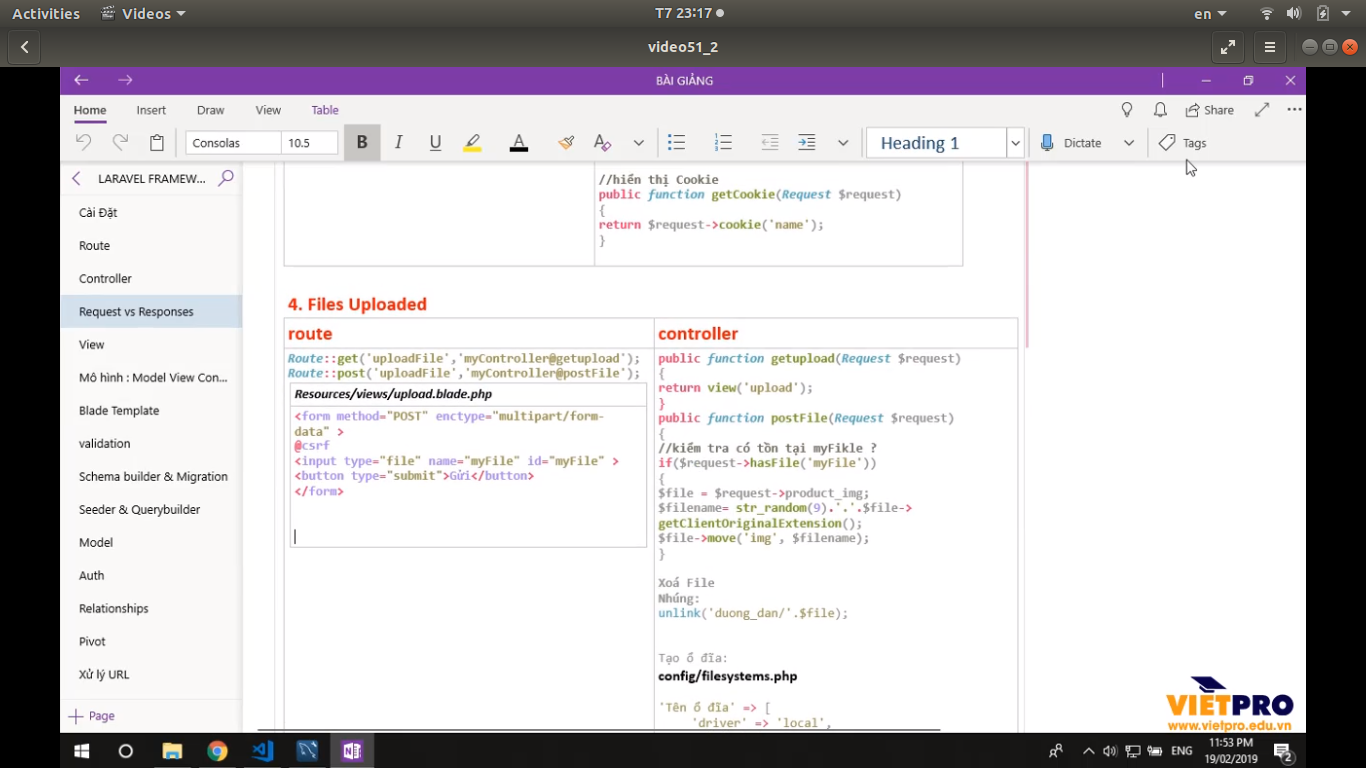 Activities Videos T7 23:17 en
video51_2
BÀI GIẢNG
Home Insert Draw View Table Share
Consolas 10.5 B I U A Heading 1 Dictate Tags
LARAVEL FRAMEW...
Cài Đặt
Route
Controller
Request vs Responses
View
Mô hình : Model View Con...
Blade Template
validation
Schema builder & Migration
Seeder & Querybuilder
Model
Auth
Relationships
Pivot
Xử lý URL
Page
//hiển thị Cookie
public function getCookie(Request $request)
{
return $request->cookie('name');
}
4. Files Uploaded
route
Route::get('uploadFile','myController@getupload');
Route::post('uploadFile','myController@postFile');
Resources/views/upload.blade.php
<form method="POST" enctype="multipart/form-
data" >
@csrf
<input type="file" name="myFile" id="myFile" >
<button type="submit">Gửi</button>
</form>
controller
public function getupload(Request $request)
{
return view('upload');
}
public function postFile(Request $request)
{
//kiểm tra có tồn tại myFikle ?
if($request->hasFile('myFile'))
{
$file = $request->product_img;
$filename= str_random(9).'.'.$file->
getClientOriginalExtension();
$file->move('img', $filename);
}
Xoá File
Nhúng:
unlink('duong_dan/'.$file);
Tạo ổ đĩa:
config/filesystems.php
'Tên ổ đĩa' => [
'driver' => 'local',
VIETPRO
www.vietpro.edu.vn
ENG 11:53 PM
19/02/2019
2